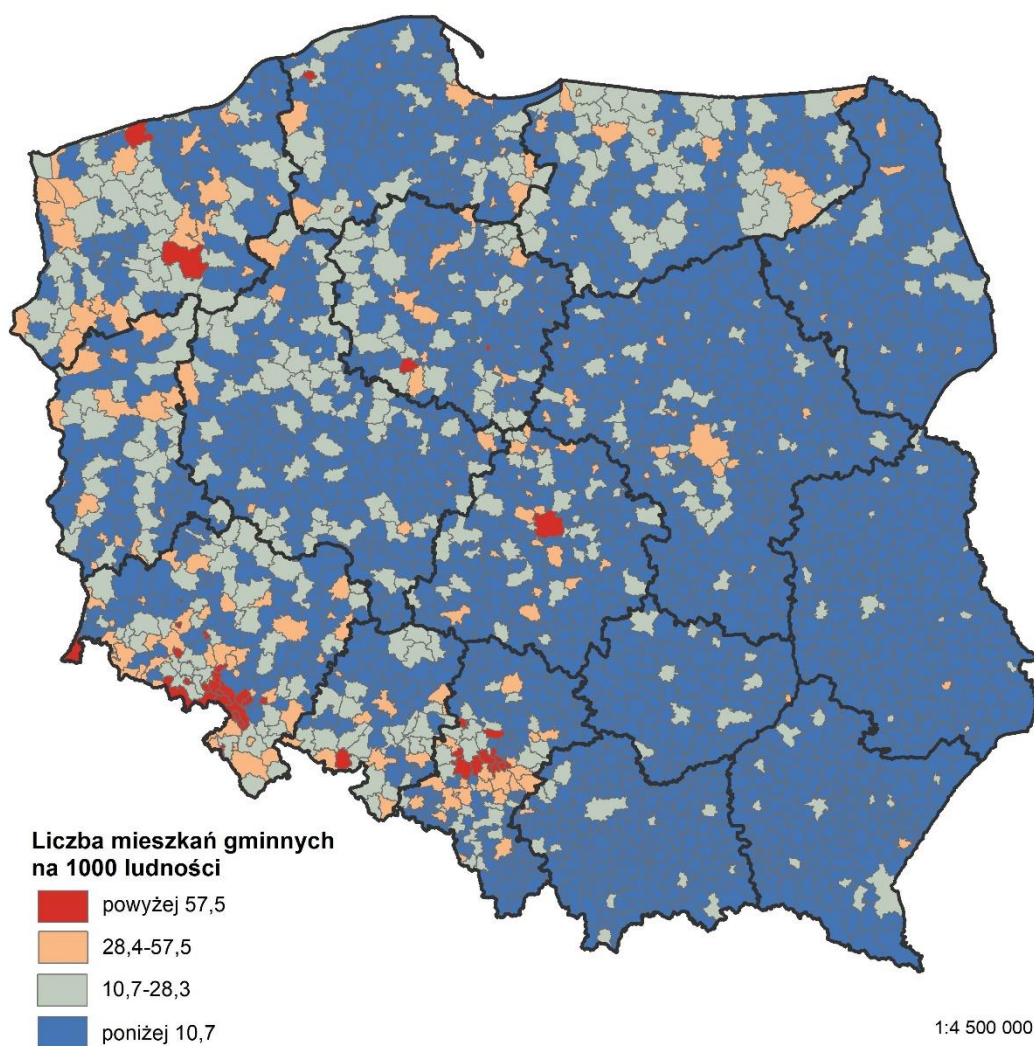 Liczba mieszkań gminnych
na 1000 ludności
powyżej 57,5
28,4-57,5
10,7-28,3
poniżej 10,7
1:4 500 000